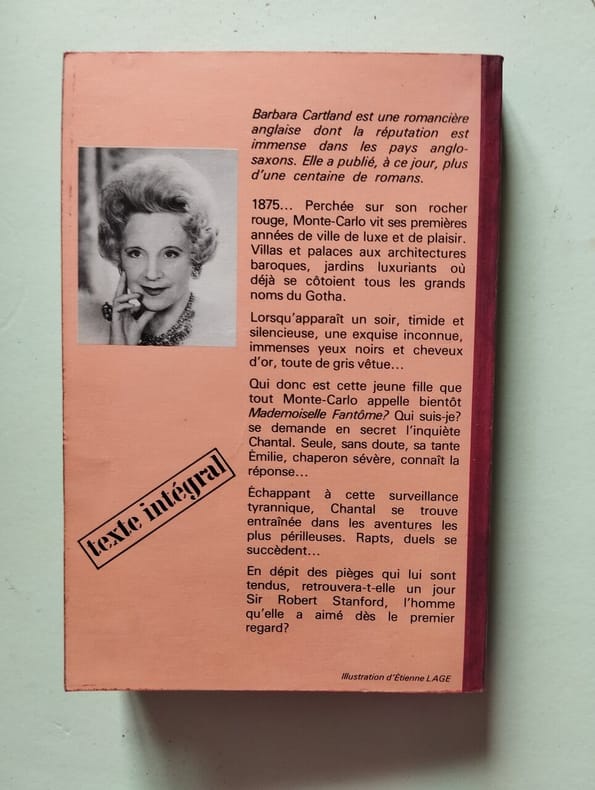 Barbara Cartland est une romancière
anglaise dont la réputation est
immense dans les pays anglo-
saxons. Elle a publié, à ce jour, plus
d'une centaine de romans.
1875... Perchée sur son rocher
rouge, Monte-Carlo vit ses premières
années de ville de luxe et de plaisir.
Villas et palaces aux architectures
baroques, jardins luxuriants où
déjà se côtoient tous les grands
noms du Gotha.
Lorsqu'apparaît un soir, timide et
silencieuse, une exquise inconnue,
immenses yeux noirs et cheveux
d'or, toute de gris vêtue...
Qui donc est cette jeune fille que
tout Monte-Carlo appelle bientôt
Mademoiselle Fantôme? Qui suis-je?
se demande en secret l'inquiète
Chantal. Seule, sans doute, sa tante
Émilie, chaperon sévère, connaît la
réponse...
Échappant à cette surveillance
tyrannique, Chantal se trouve
entraînée dans les aventures les
plus périlleuses. Rapts, duels se
succèdent...
En dépit des pièges qui lui sont
tendus, retrouvera-t-elle un jour
Sir Robert Stanford, l'homme
qu'elle a aimé dès le premier
regard?
texte intégral
Illustration d'Étienne LAGE